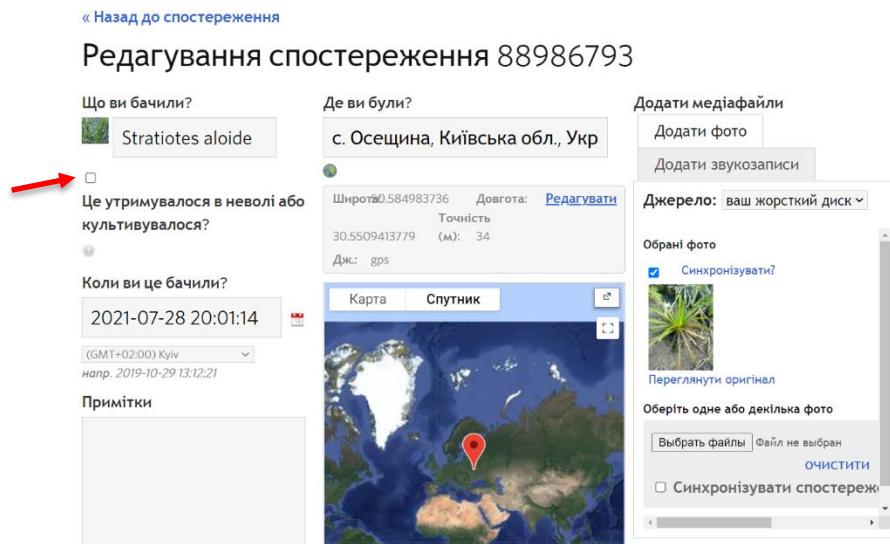 « Назад до спостереження
Редагування спостереження 88986793
Що ви бачили?
Stratiotes aloide
Це утримувалося в неволі або
культивувалося?
Коли ви це бачили?
2021-07-28 20:01:14
(GMT+02:00) Kyiv
напр. 2019-10-29 13:12:21
Примітки
Де ви були?
с. Осещина, Київська обл., Укр
Широта: 50.584983736 Довгота: Редагувати
Точність
30.5509413779 (м): 34
Дж.: gps
Карта Спутник
Додати медіафайли
Додати фото
Додати звукозаписи
Джерело: ваш жорсткий диск
Обрані фото
Синхронізувати?
Переглянути оригінал
Оберіть одне або декілька фото
Выбрать файлы Файл не выбран
очистити
Синхронізувати спостереж